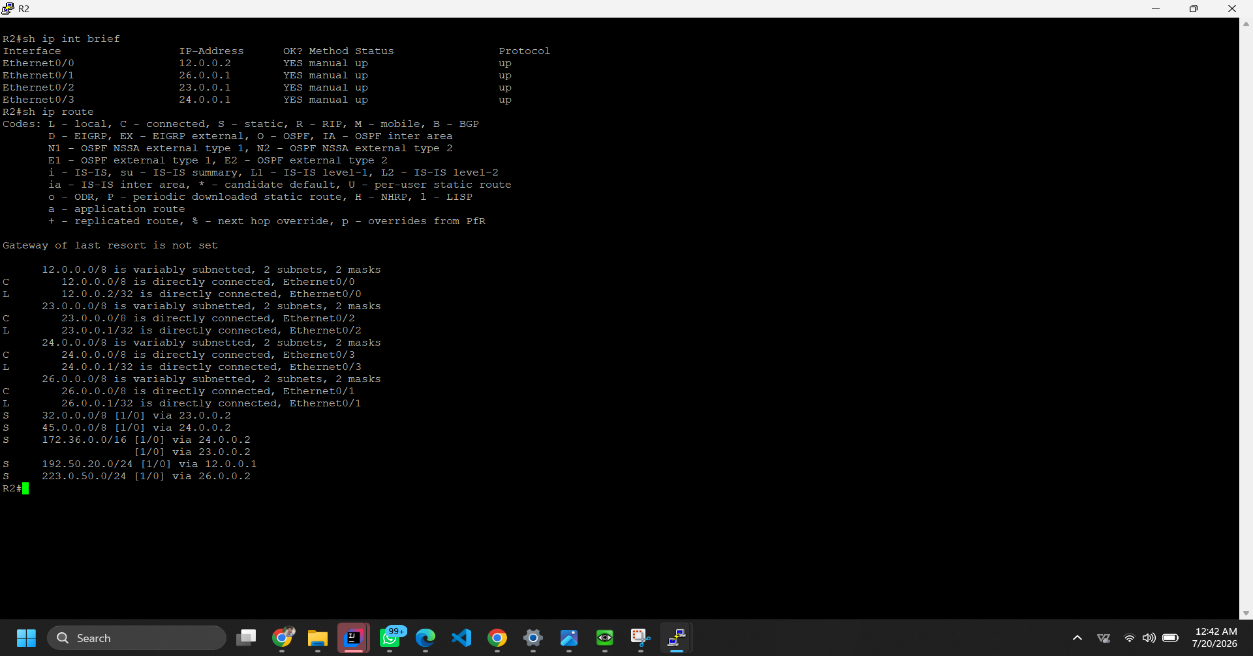 R2
R2#sh ip int brief
Interface                  IP-Address      OK? Method Status                Protocol
Ethernet0/0                12.0.0.2        YES manual up                    up
Ethernet0/1                26.0.0.1        YES manual up                    up
Ethernet0/2                23.0.0.1        YES manual up                    up
Ethernet0/3                24.0.0.1        YES manual up                    up
R2#sh ip route
Codes: L - local, C - connected, S - static, R - RIP, M - mobile, B - BGP
       D - EIGRP, EX - EIGRP external, O - OSPF, IA - OSPF inter area
       N1 - OSPF NSSA external type 1, N2 - OSPF NSSA external type 2
       E1 - OSPF external type 1, E2 - OSPF external type 2
       i - IS-IS, su - IS-IS summary, L1 - IS-IS level-1, L2 - IS-IS level-2
       ia - IS-IS inter area, * - candidate default, U - per-user static route
       o - ODR, P - periodic downloaded static route, H - NHRP, l - LISP
       a - application route
       + - replicated route, % - next hop override, p - overrides from PfR
Gateway of last resort is not set
      12.0.0.0/8 is variably subnetted, 2 subnets, 2 masks
C        12.0.0.0/8 is directly connected, Ethernet0/0
L        12.0.0.2/32 is directly connected, Ethernet0/0
      23.0.0.0/8 is variably subnetted, 2 subnets, 2 masks
C        23.0.0.0/8 is directly connected, Ethernet0/2
L        23.0.0.1/32 is directly connected, Ethernet0/2
      24.0.0.0/8 is variably subnetted, 2 subnets, 2 masks
C        24.0.0.0/8 is directly connected, Ethernet0/3
L        24.0.0.1/32 is directly connected, Ethernet0/3
      26.0.0.0/8 is variably subnetted, 2 subnets, 2 masks
C        26.0.0.0/8 is directly connected, Ethernet0/1
L        26.0.0.1/32 is directly connected, Ethernet0/1
S     32.0.0.0/8 [1/0] via 23.0.0.2
S     45.0.0.0/8 [1/0] via 24.0.0.2
S     172.36.0.0/16 [1/0] via 24.0.0.2
                    [1/0] via 23.0.0.2
S     192.50.20.0/24 [1/0] via 12.0.0.1
S     223.0.50.0/24 [1/0] via 26.0.0.2
R2#
Search
99+
12:42 AM
7/20/2026